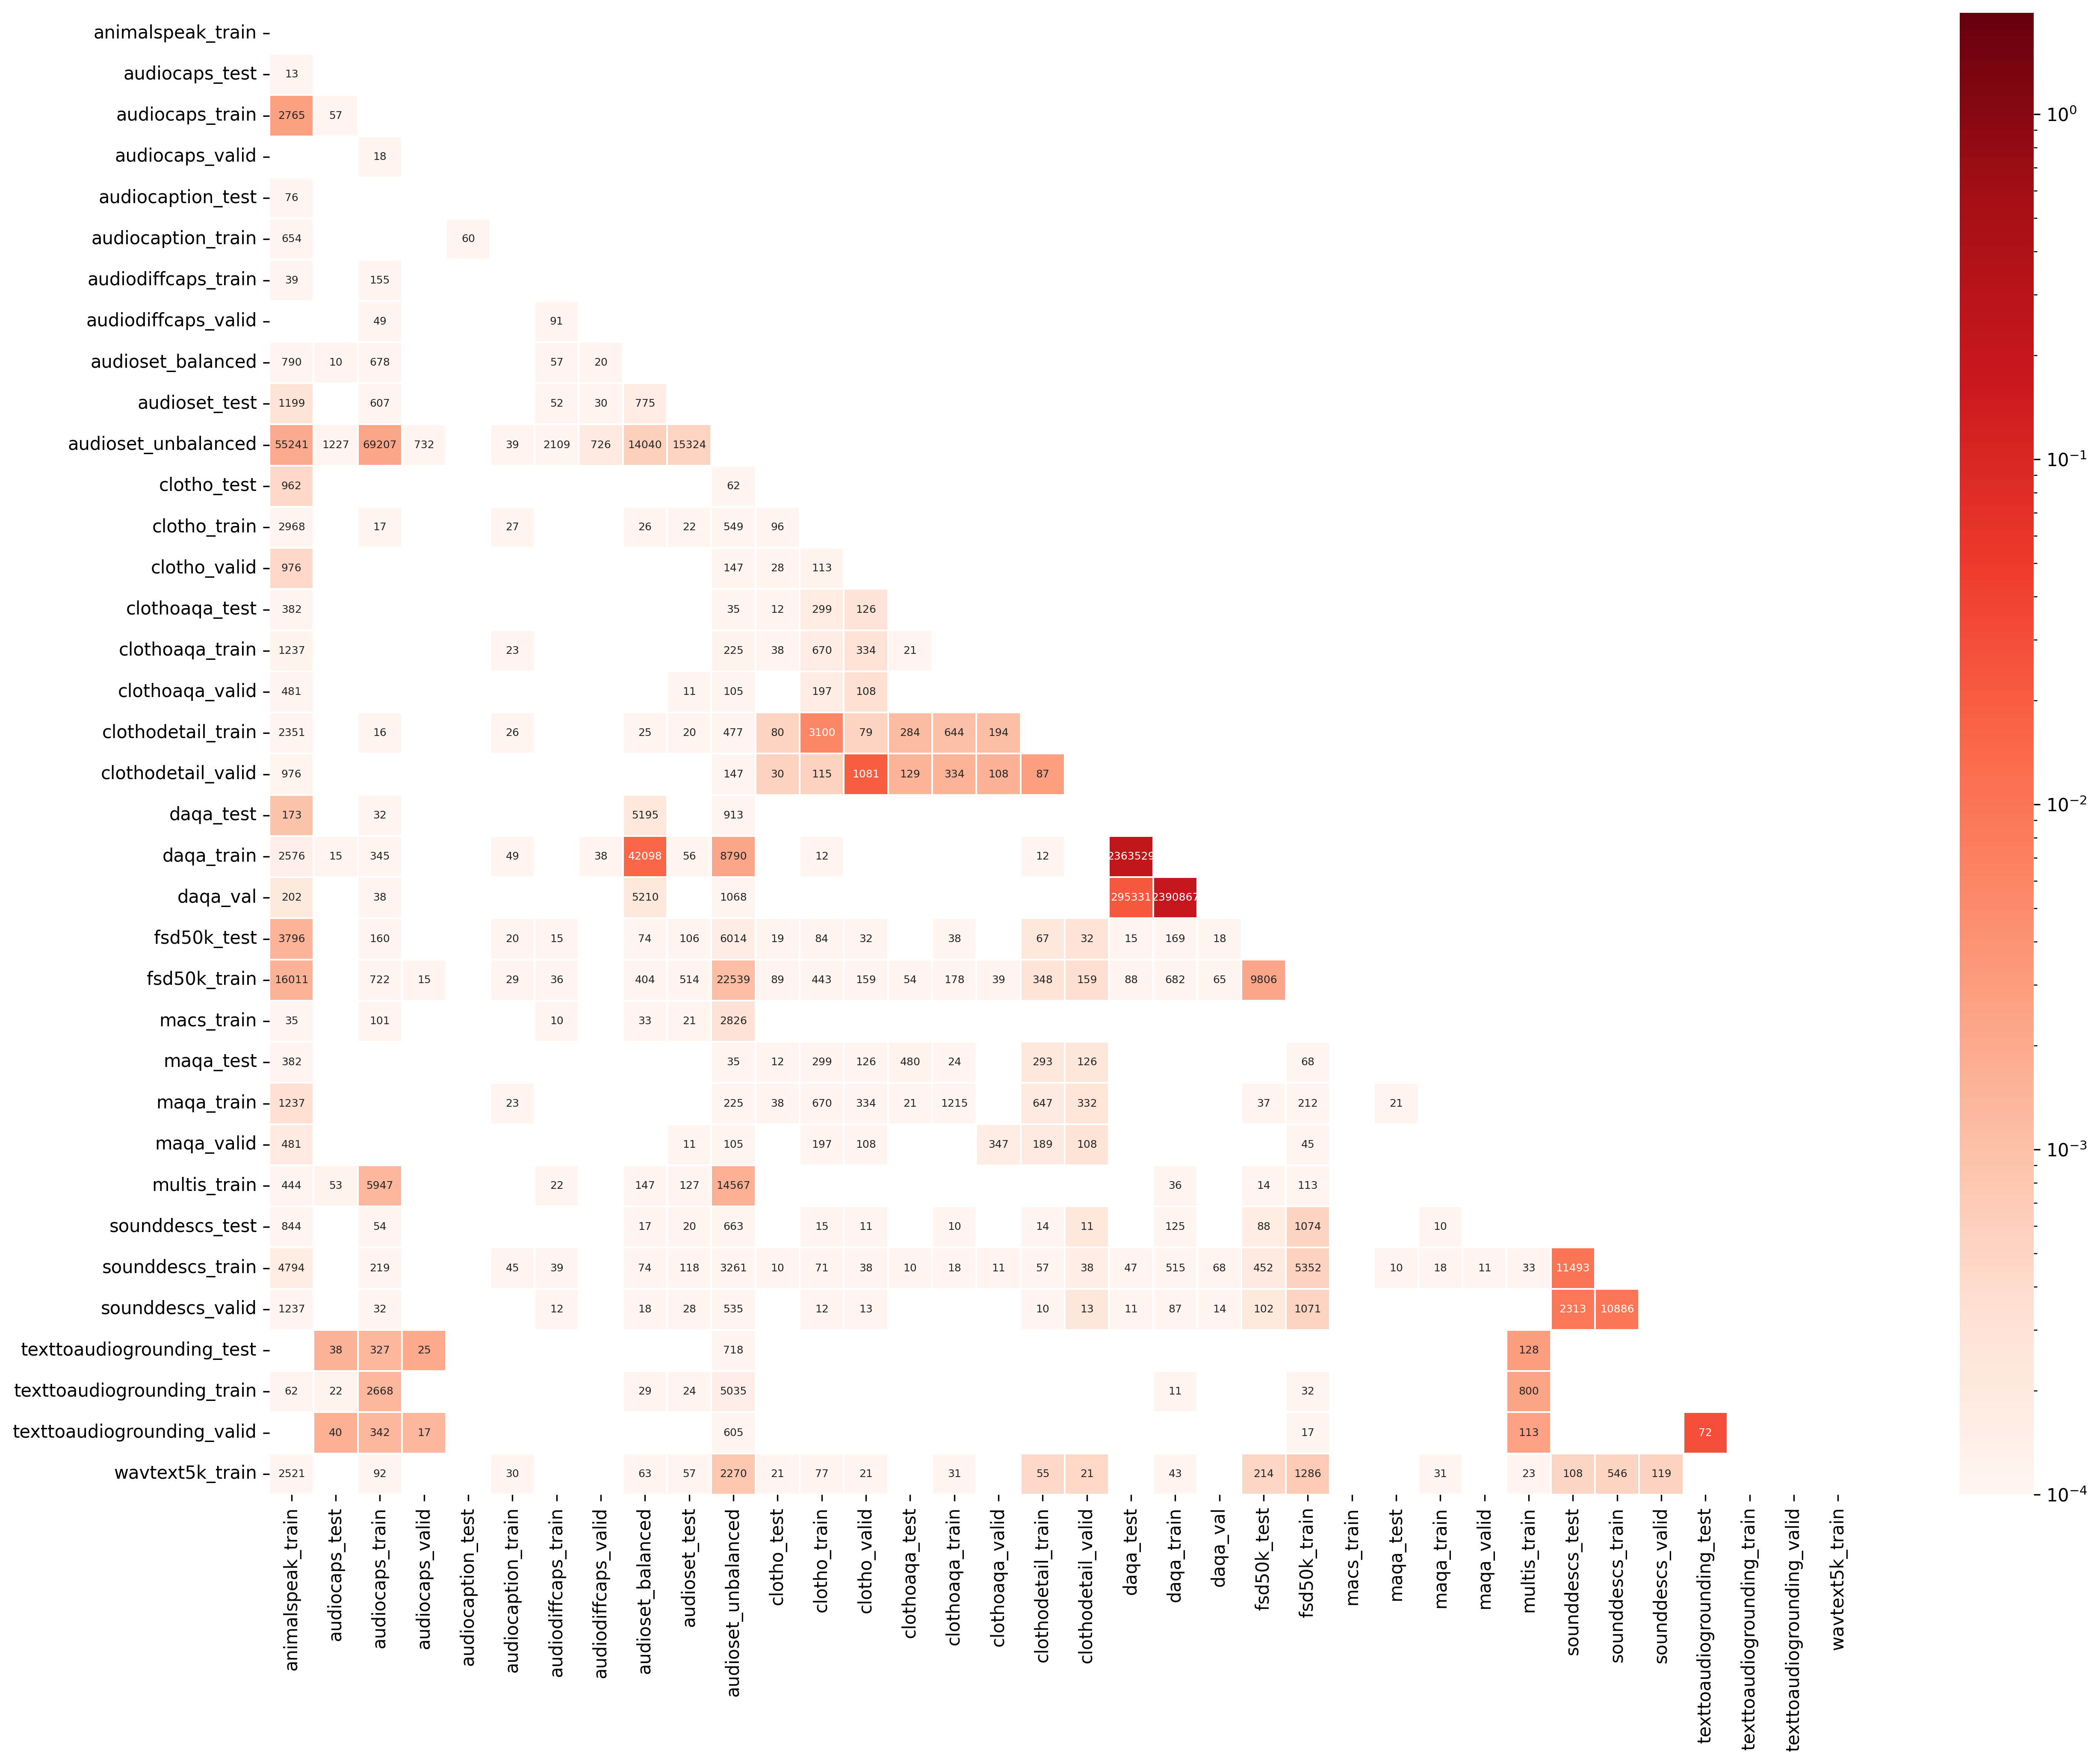 animalspeak_train
audiocaps_test 13
audiocaps_train 2765 57
audiocaps_valid 18
audiocaption_test 76
audiocaption_train 654 60
audiodiffcaps_train 39 155
audiodiffcaps_valid 49 91
audioset_balanced 790 10 678 57 20
audioset_test 1199 607 52 30 775
audioset_unbalanced 55241 1227 69207 732 39 2109 726 14040 15324
clotho_test 962 62
clotho_train 2968 17 27 26 22 549 96
clotho_valid 976 147 28 113
clothoaqa_test 382 35 12 299 126
clothoaqa_train 1237 23 225 38 670 334 21
clothoaqa_valid 481 11 105 197 108
clothodetail_train 2351 16 26 25 20 477 80 3100 79 284 644 194
clothodetail_valid 976 147 30 115 1081 129 334 108 87
daqa_test 173 32 5195 913
daqa_train 2576 15 345 49 38 42098 56 8790 12 12 2363529
daqa_val 202 38 5210 1068 295331 2390867
fsd50k_test 3796 160 20 15 74 106 6014 19 84 32 38 67 32 15 169 18
fsd50k_train 16011 722 15 29 36 404 514 22539 89 443 159 54 178 39 348 159 88 682 65 9806
macs_train 35 101 10 33 21 2826
maqa_test 382 35 12 299 126 480 24 293 126 68
maqa_train 1237 23 225 38 670 334 21 1215 647 332 37 212 21
maqa_valid 481 11 105 197 108 347 189 108 45
multis_train 444 53 5947 22 147 127 14567 36 14 113
sounddescs_test 844 54 17 20 663 15 11 10 14 11 125 88 1074 10
sounddescs_train 4794 219 45 39 74 118 3261 10 71 38 10 18 11 57 38 47 515 68 452 5352 10 18 11 33 11493
sounddescs_valid 1237 32 12 18 28 535 12 13 10 13 11 87 14 102 1071 2313 10886
texttoaudiogrounding_test 38 327 25 718 128
texttoaudiogrounding_train 62 22 2668 29 24 5035 11 32 800
texttoaudiogrounding_valid 40 342 17 605 17 113 72
wavtext5k_train 2521 92 30 63 57 2270 21 77 21 31 55 21 43 214 1286 31 23 108 546 119
animalspeak_train
audiocaps_test
audiocaps_train
audiocaps_valid
audiocaption_test
audiocaption_train
audiodiffcaps_train
audiodiffcaps_valid
audioset_balanced
audioset_test
audioset_unbalanced
clotho_test
clotho_train
clotho_valid
clothoaqa_test
clothoaqa_train
clothoaqa_valid
clothodetail_train
clothodetail_valid
daqa_test
daqa_train
daqa_val
fsd50k_test
fsd50k_train
macs_train
maqa_test
maqa_train
maqa_valid
multis_train
sounddescs_test
sounddescs_train
sounddescs_valid
texttoaudiogrounding_test
texttoaudiogrounding_train
texttoaudiogrounding_valid
wavtext5k_train
10⁰
10⁻¹
10⁻²
10⁻³
10⁻⁴